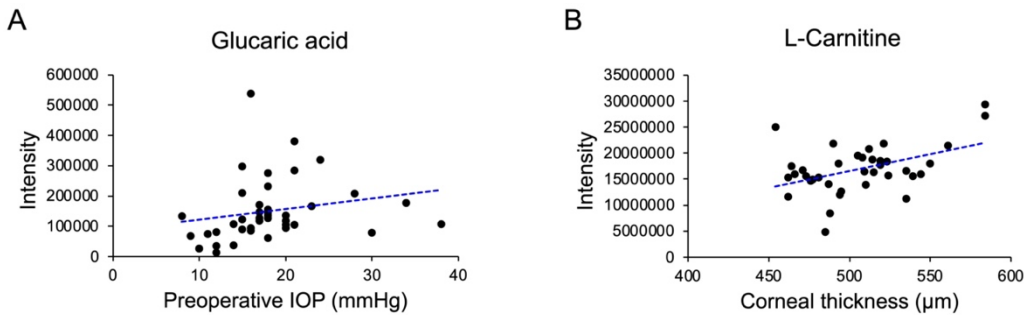 A
Glucaric acid
Intensity
600000
500000
400000
300000
200000
100000
0
0 10 20 30 40
Preoperative IOP (mmHg)
B
L-Carnitine
Intensity
35000000
30000000
25000000
20000000
15000000
10000000
5000000
0
400 450 500 550 600
Corneal thickness (μm)